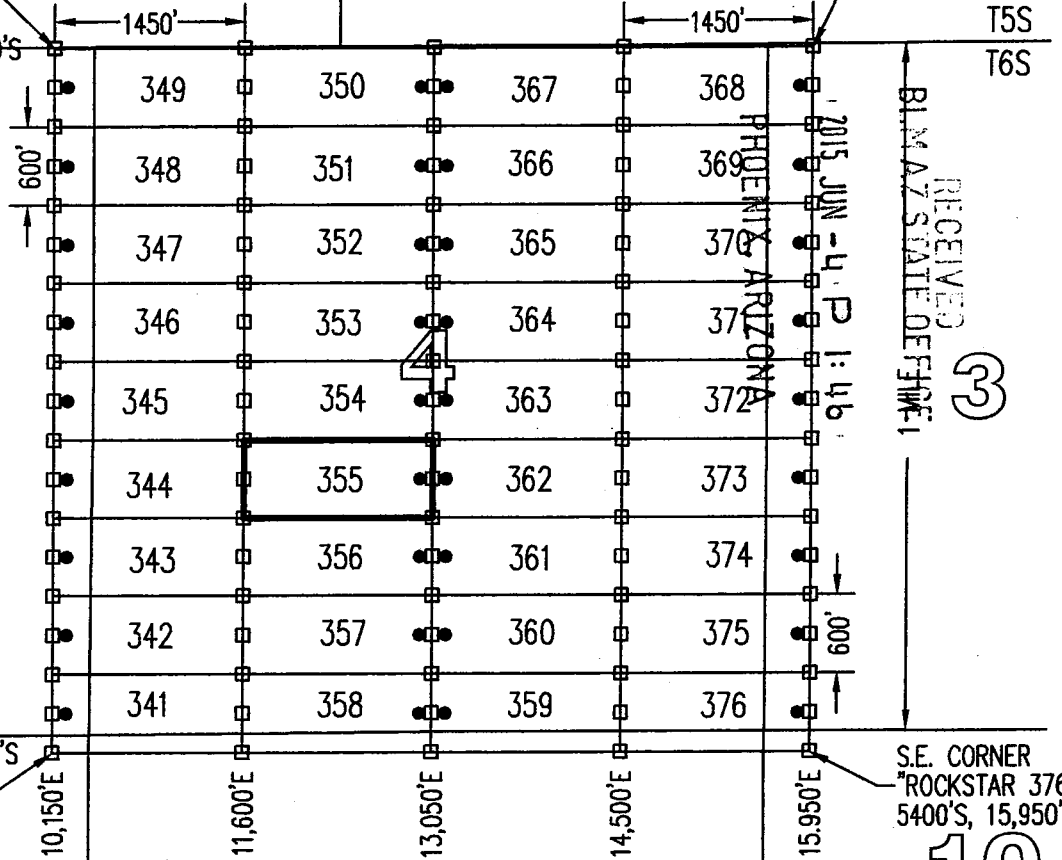 1450' 1450' T5S
'S T6S
349 350 367 368
600'
348 351 366 369
347 352 365 370
346 353 364 371
4
345 354 363 372
3
344 355 362 373
343 356 361 374
342 357 360 375
600'
341 358 359 376
'S
10,150'E
11,600'E
13,050'E
14,500'E
15.950'E
S.E. CORNER
"ROCKSTAR 376
5400'S, 15,950'
10
RECEIVED
BLM AZ STATE OFFICE
2015 JUN -4 P 1:46
PHOENIX, ARIZONA